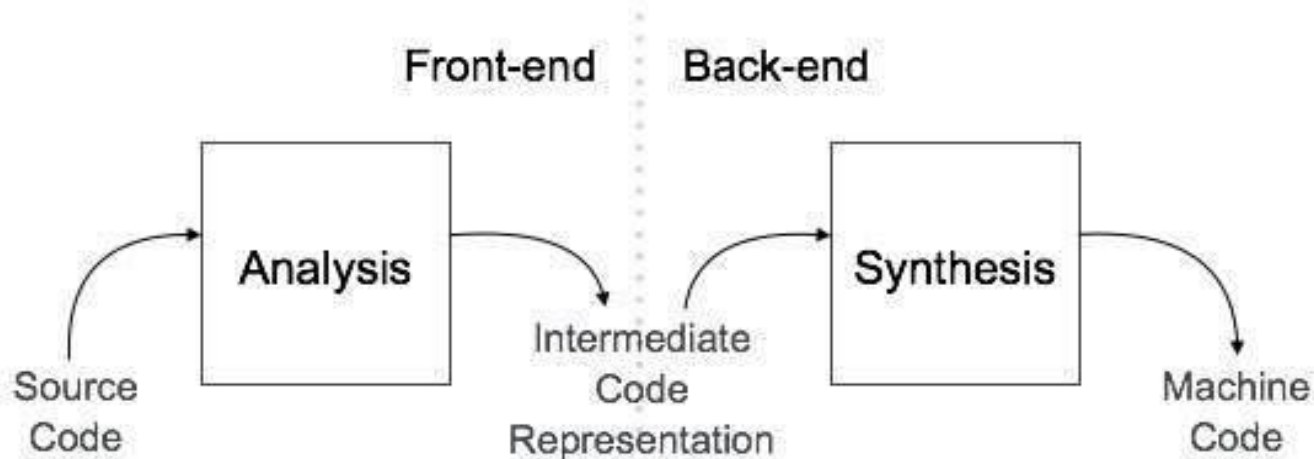 Front-end
Back-end
Analysis
Synthesis
Source
Code
Intermediate
Code
Representation
Machine
Code